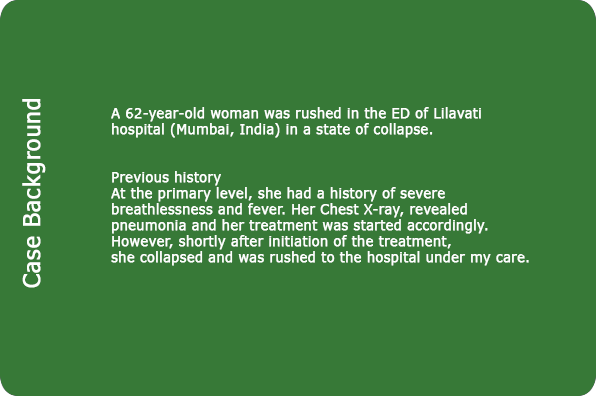 Case Background
A 62-year-old woman was rushed in the ED of Lilavati
hospital (Mumbai, India) in a state of collapse.
Previous history
At the primary level, she had a history of severe
breathlessness and fever. Her Chest X-ray, revealed
pneumonia and her treatment was started accordingly.
However, shortly after initiation of the treatment,
she collapsed and was rushed to the hospital under my care.